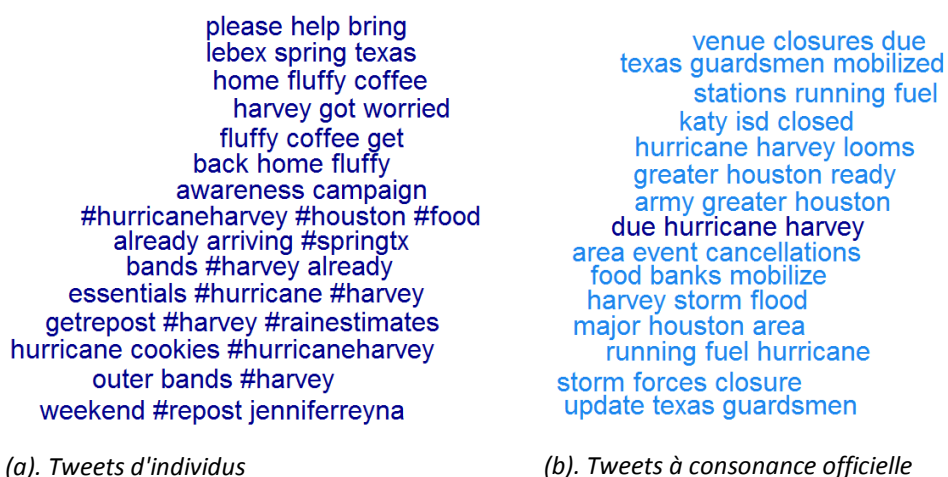 please help bring
lebex spring texas
home fluffy coffee
harvey got worried
fluffy coffee get
back home fluffy
awareness campaign
#hurricaneharvey #houston #food
already arriving #springtx
bands #harvey already
essentials #hurricane #harvey
getrepost #harvey #rainestimates
hurricane cookies #hurricaneharvey
outer bands #harvey
weekend #repost jenniferreyna
(a). Tweets d'individus
venue closures due
texas guardsmen mobilized
stations running fuel
katy isd closed
hurricane harvey looms
greater houston ready
army greater houston
due hurricane harvey
area event cancellations
food banks mobilize
harvey storm flood
major houston area
running fuel hurricane
storm forces closure
update texas guardsmen
(b). Tweets à consonance officielle